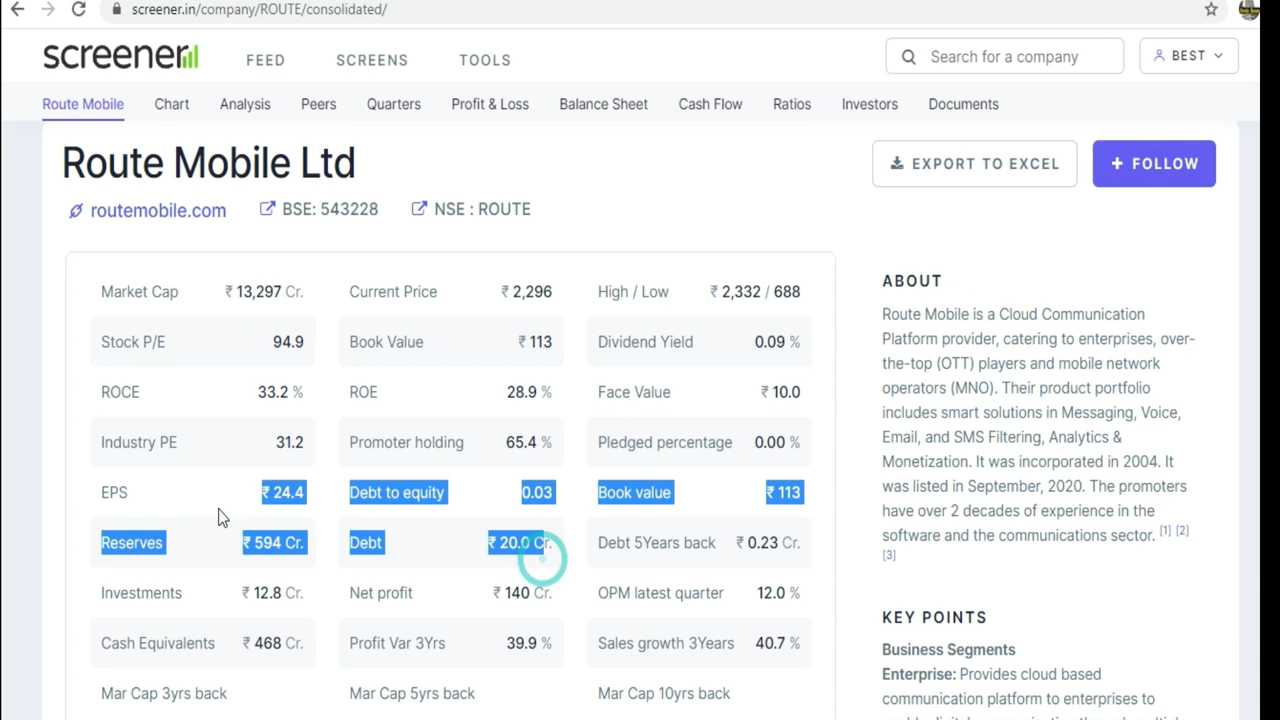 screener.in/company/ROUTE/consolidated/
screener FEED SCREENS TOOLS Search for a company BEST
Route Mobile Chart Analysis Peers Quarters Profit & Loss Balance Sheet Cash Flow Ratios Investors Documents
Route Mobile Ltd
EXPORT TO EXCEL + FOLLOW
routemobile.com BSE: 543228 NSE : ROUTE
Market Cap ₹ 13,297 Cr. Current Price ₹ 2,296 High / Low ₹ 2,332 / 688
Stock P/E 94.9 Book Value ₹ 113 Dividend Yield 0.09 %
ROCE 33.2 % ROE 28.9 % Face Value ₹ 10.0
Industry PE 31.2 Promoter holding 65.4 % Pledged percentage 0.00 %
EPS ₹ 24.4 Debt to equity 0.03 Book value ₹ 113
Reserves ₹ 594 Cr. Debt ₹ 20.0 Cr. Debt 5Years back ₹ 0.23 Cr.
Investments ₹ 12.8 Cr. Net profit ₹ 140 Cr. OPM latest quarter 12.0 %
Cash Equivalents ₹ 468 Cr. Profit Var 3Yrs 39.9 % Sales growth 3Years 40.7 %
Mar Cap 3yrs back Mar Cap 5yrs back Mar Cap 10yrs back
ABOUT
Route Mobile is a Cloud Communication
Platform provider, catering to enterprises, over-
the-top (OTT) players and mobile network
operators (MNO). Their product portfolio
includes smart solutions in Messaging, Voice,
Email, and SMS Filtering, Analytics &
Monetization. It was incorporated in 2004. It
was listed in September, 2020. The promoters
have over 2 decades of experience in the
software and the communications sector. [1] [2]
[3]
KEY POINTS
Business Segments
Enterprise: Provides cloud based
communication platform to enterprises to